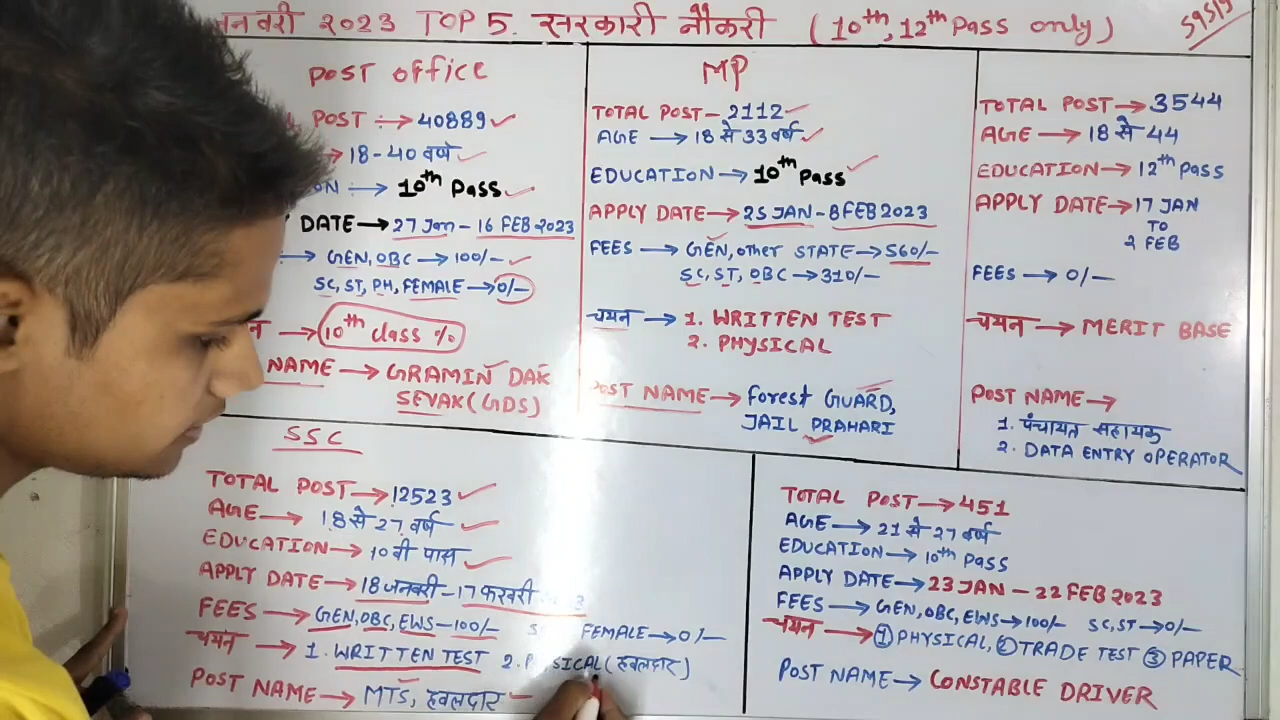 जनवरी 2023 TOP 5. सरकारी नौकरी (10th, 12th Pass only)
POST Office
POST → 40889
→ 18-40 वर्ष
→ 10th Pass
DATE → 27 Jan - 16 FEB 2023
→ GEN, OBC → 100/-
SC, ST, PH, FEMALE → 0/-
→ 10th class %
NAME → GRAMIN DAK
SEVAK (GDS)
MP
TOTAL POST - 2112
AGE → 18 से 33 वर्ष
EDUCATION → 10th Pass
APPLY DATE → 25 JAN - 8 FEB 2023
FEES → GEN, other STATE → 560/-
SC, ST, OBC → 310/-
चयन → 1. WRITTEN TEST
2. PHYSICAL
POST NAME → forest GUARD,
JAIL PRAHARI
TOTAL POST → 3544
AGE → 18 से 44
EDUCATION → 12th Pass
APPLY DATE → 17 JAN
TO
2 FEB
FEES → 0/-
चयन → MERIT BASE
POST NAME →
1. पंचायत सहायक
2. DATA ENTRY OPERATOR
SSC
TOTAL POST → 12523
AGE → 18 से 27 वर्ष
EDUCATION → 10 वी पास
APPLY DATE → 18 जनवरी - 17 फरवरी
FEES → GEN, OBC, EWS - 100/- FEMALE → 0/-
चयन → 1. WRITTEN TEST 2. PHYSICAL (हवलदार)
POST NAME → MTS, हवलदार
TOTAL POST → 451
AGE → 21 से 27 वर्ष
EDUCATION → 10th Pass
APPLY DATE → 23 JAN - 22 FEB 2023
FEES → GEN, OBC, EWS → 100/- SC, ST → 0/-
चयन → ① PHYSICAL, ② TRADE TEST ③ PAPER
POST NAME → CONSTABLE DRIVER